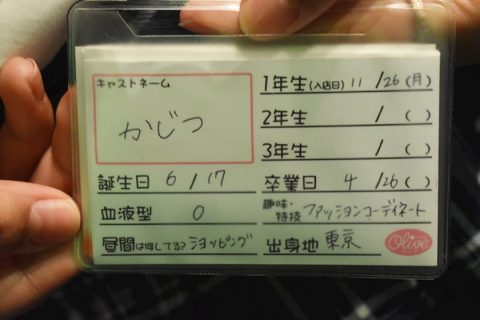 キャストネーム
かじつ
1年生(入店日) 11/26(月)
2年生 /( )
3年生 /( )
誕生日 6/17
卒業日 4/26( )
血液型 O
趣味・特技 ファッションコーディネート
昼間は何してる? ショッピング
出身地 東京
Olive